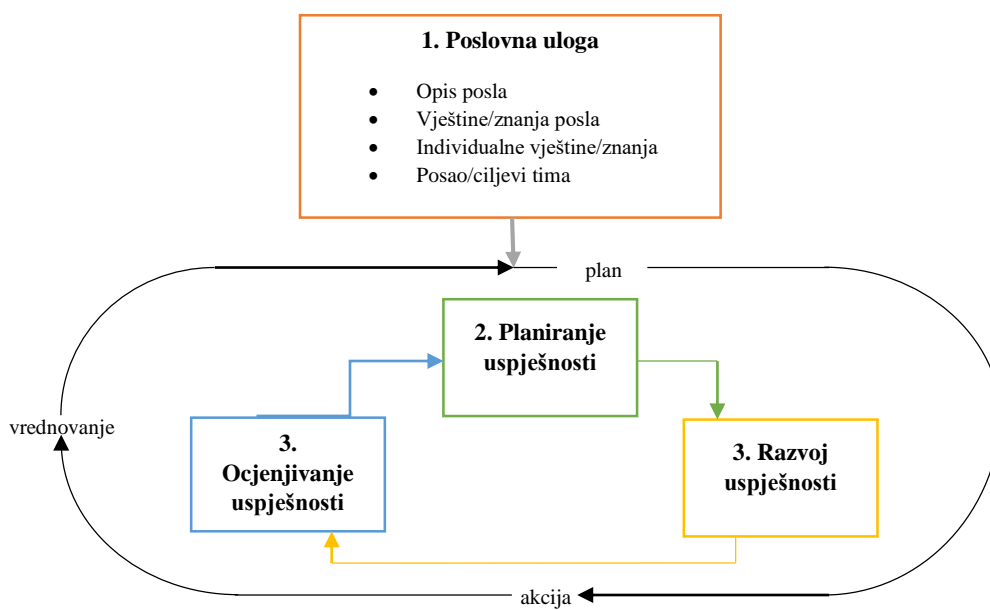 1. Poslovna uloga
• Opis posla
• Vještine/znanja posla
• Individualne vještine/znanja
• Posao/ciljevi tima
plan
2. Planiranje
uspješnosti
vrednovanje
3.
Ocjenjivanje
uspješnosti
3. Razvoj
uspješnosti
akcija